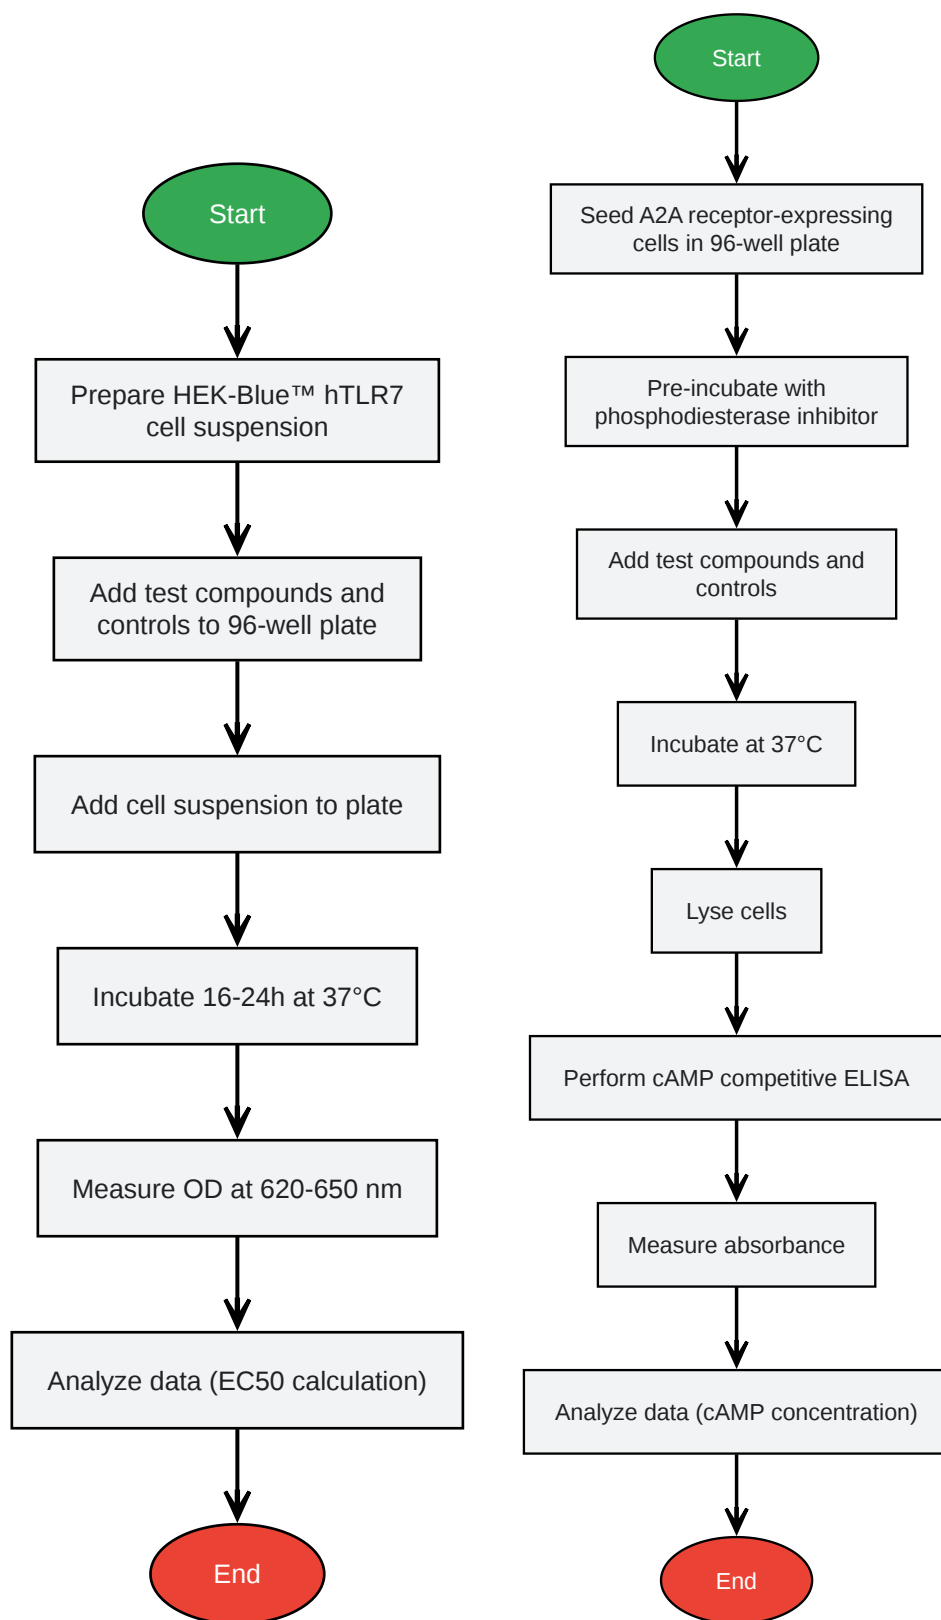 Start
Prepare HEK-Blue™ hTLR7
cell suspension
Add test compounds and
controls to 96-well plate
Add cell suspension to plate
Incubate 16-24h at 37°C
Measure OD at 620-650 nm
Analyze data (EC50 calculation)
End
Start
Seed A2A receptor-expressing
cells in 96-well plate
Pre-incubate with
phosphodiesterase inhibitor
Add test compounds and
controls
Incubate at 37°C
Lyse cells
Perform cAMP competitive ELISA
Measure absorbance
Analyze data (cAMP concentration)
End